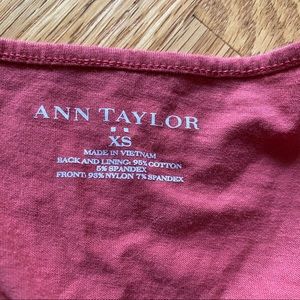 ANN TAYLOR
XS
MADE IN VIETNAM
BACK AND LINING: 95% COTTON
5% SPANDEX
FRONT: 93% NYLON 7% SPANDEX